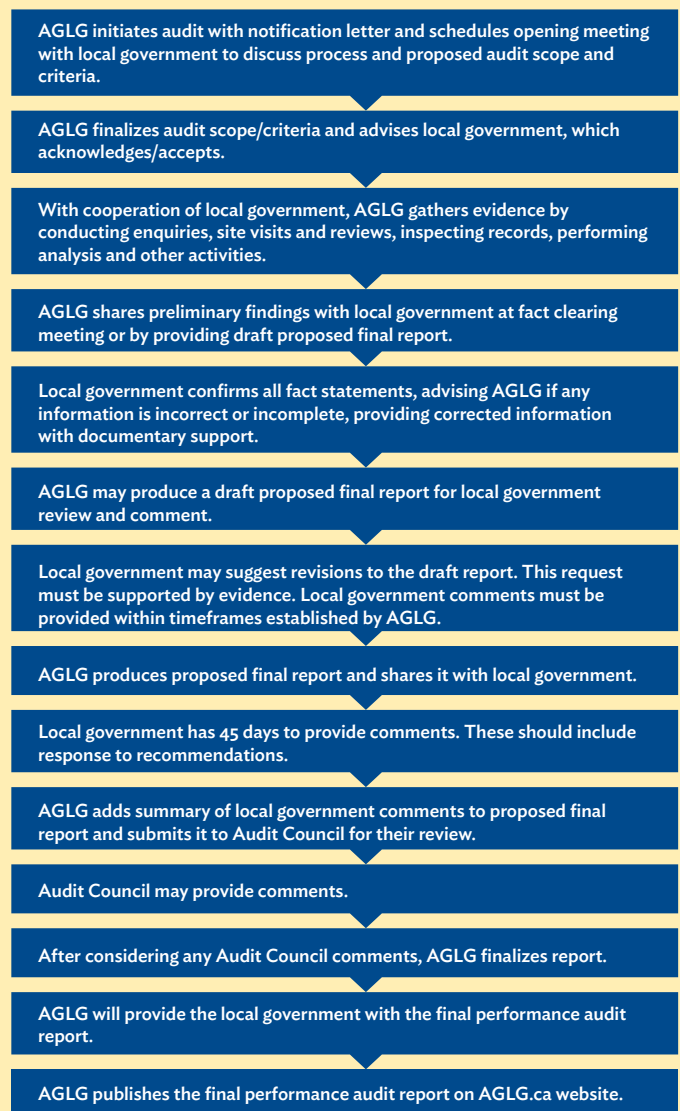 AGLG initiates audit with notification letter and schedules opening meeting
with local government to discuss process and proposed audit scope and
criteria.
AGLG finalizes audit scope/criteria and advises local government, which
acknowledges/accepts.
With cooperation of local government, AGLG gathers evidence by
conducting enquiries, site visits and reviews, inspecting records, performing
analysis and other activities.
AGLG shares preliminary findings with local government at fact clearing
meeting or by providing draft proposed final report.
Local government confirms all fact statements, advising AGLG if any
information is incorrect or incomplete, providing corrected information
with documentary support.
AGLG may produce a draft proposed final report for local government
review and comment.
Local government may suggest revisions to the draft report. This request
must be supported by evidence. Local government comments must be
provided within timeframes established by AGLG.
AGLG produces proposed final report and shares it with local government.
Local government has 45 days to provide comments. These should include
response to recommendations.
AGLG adds summary of local government comments to proposed final
report and submits it to Audit Council for their review.
Audit Council may provide comments.
After considering any Audit Council comments, AGLG finalizes report.
AGLG will provide the local government with the final performance audit
report.
AGLG publishes the final performance audit report on AGLG.ca website.